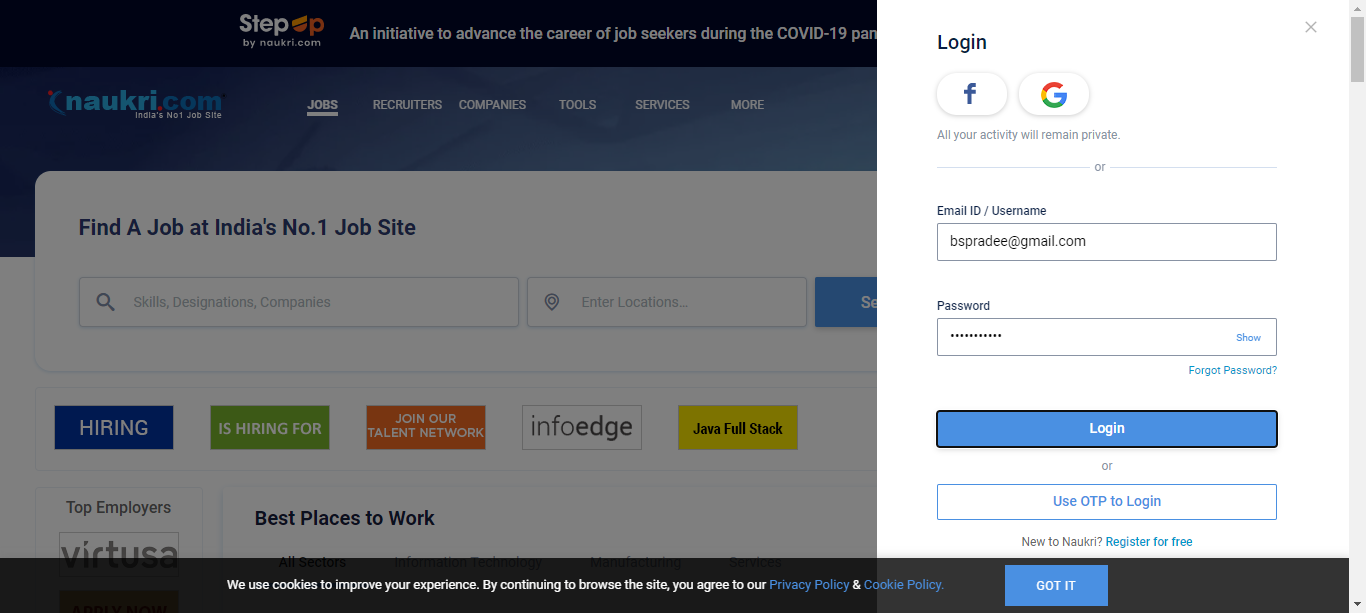 StepUp
by naukri.com
An initiative to advance the career of job seekers during the COVID-19 pan
naukri.com
India's No1 Job Site
JOBS
RECRUITERS
COMPANIES
TOOLS
SERVICES
MORE
Find A Job at India's No.1 Job Site
Skills, Designations, Companies
Enter Locations...
Se
HIRING
IS HIRING FOR
JOIN OUR
TALENT NETWORK
infoedge
Java Full Stack
Top Employers
virtusa
APPLY NOW
Best Places to Work
All Sectors
Information Technology
Manufacturing
Services
Login
All your activity will remain private.
or
Email ID / Username
bspradee@gmail.com
Password
•••••••••••
Show
Forgot Password?
Login
or
Use OTP to Login
New to Naukri? Register for free
We use cookies to improve your experience. By continuing to browse the site, you agree to our Privacy Policy & Cookie Policy.
GOT IT